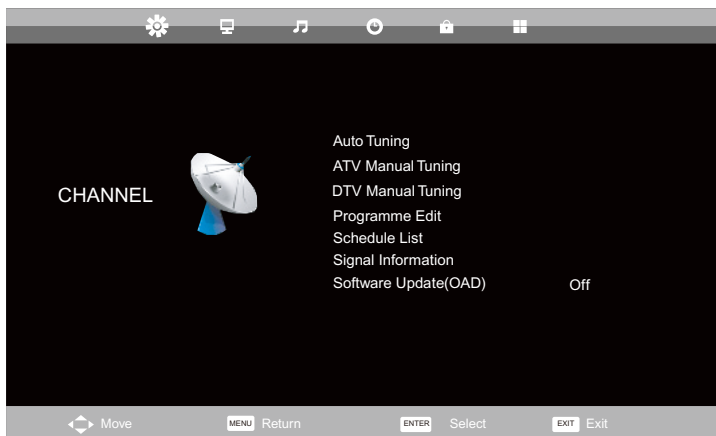 CHANNEL
Auto Tuning
ATV Manual Tuning
DTV Manual Tuning
Programme Edit
Schedule List
Signal Information
Software Update(OAD) Off
Move MENU Return ENTER Select EXIT Exit